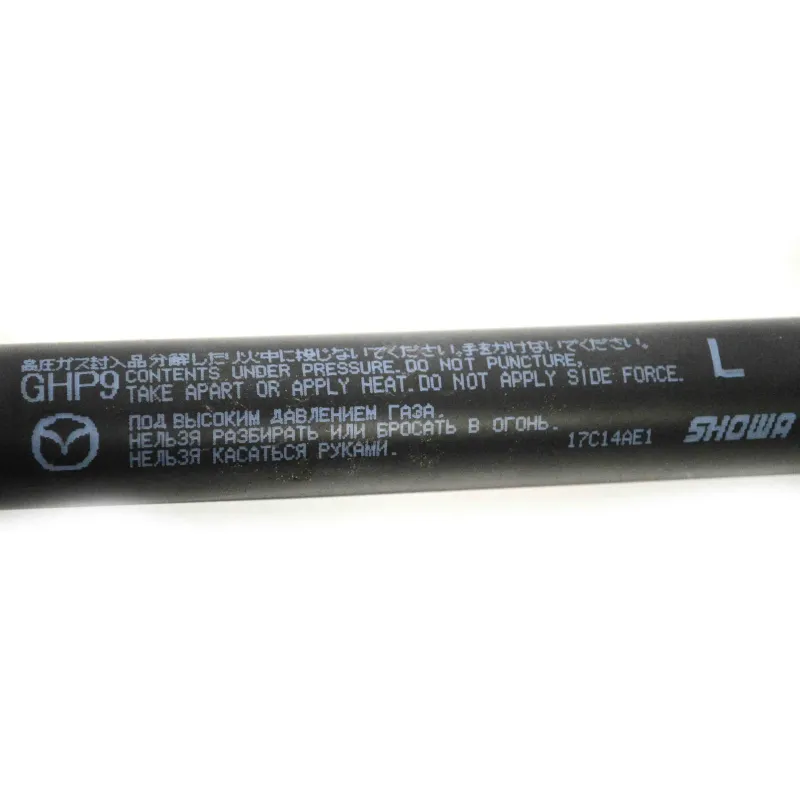 高圧ガス封入品分解したり火中に投じないでください。手をかけないでください。
GHP9
CONTENTS UNDER PRESSURE. DO NOT PUNCTURE,
TAKE APART OR APPLY HEAT. DO NOT APPLY SIDE FORCE.
L
ПОД ВЫСОКИМ ДАВЛЕНИЕМ ГАЗА.
НЕЛЬЗЯ РАЗБИРАТЬ ИЛИ БРОСАТЬ В ОГОНЬ.
НЕЛЬЗЯ КАСАТЬСЯ РУКАМИ.
17C14AE1
SHOWA